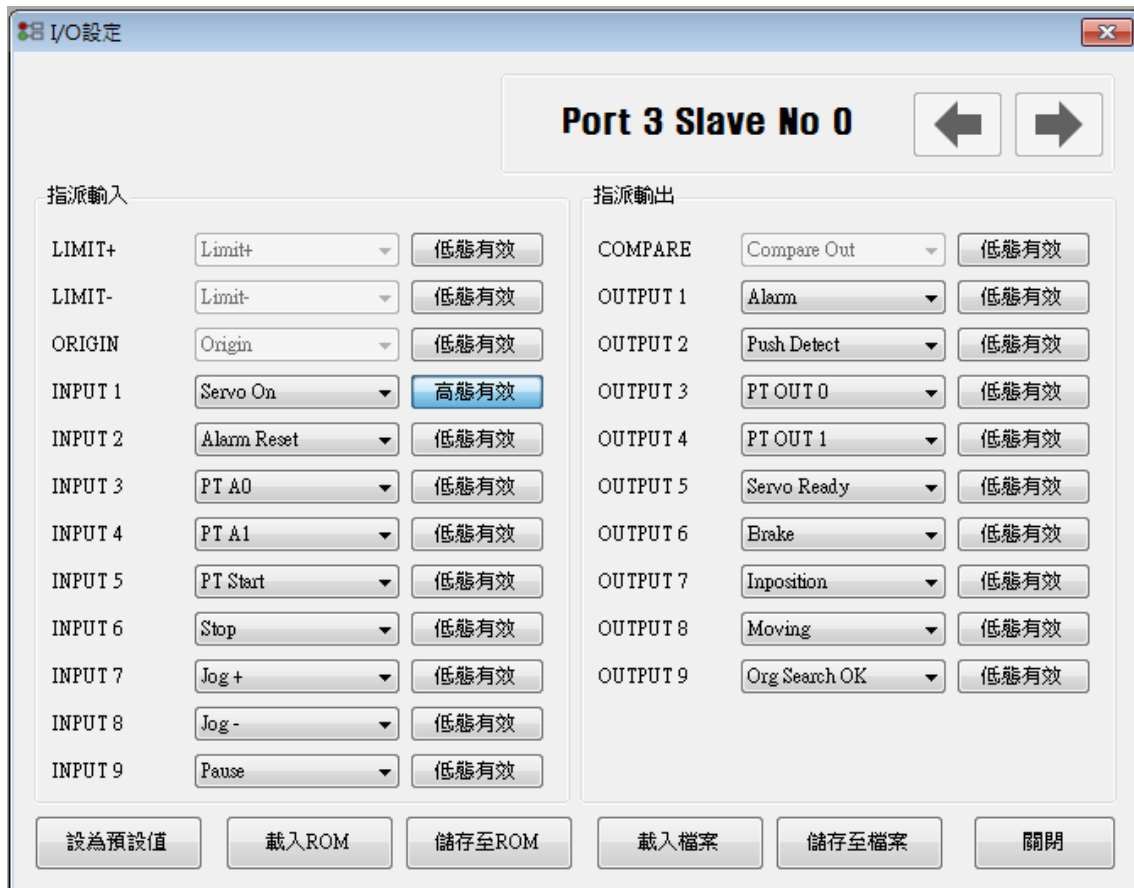 I/O設定
Port 3 Slave No 0
指派輸入
LIMIT+ Limit+ 低態有效
LIMIT- Limit- 低態有效
ORIGIN Origin 低態有效
INPUT 1 Servo On 高態有效
INPUT 2 Alarm Reset 低態有效
INPUT 3 PT A0 低態有效
INPUT 4 PT A1 低態有效
INPUT 5 PT Start 低態有效
INPUT 6 Stop 低態有效
INPUT 7 Jog + 低態有效
INPUT 8 Jog - 低態有效
INPUT 9 Pause 低態有效
指派輸出
COMPARE Compare Out 低態有效
OUTPUT 1 Alarm 低態有效
OUTPUT 2 Push Detect 低態有效
OUTPUT 3 PT OUT 0 低態有效
OUTPUT 4 PT OUT 1 低態有效
OUTPUT 5 Servo Ready 低態有效
OUTPUT 6 Brake 低態有效
OUTPUT 7 Inposition 低態有效
OUTPUT 8 Moving 低態有效
OUTPUT 9 Org Search OK 低態有效
設為預設值 載入ROM 儲存至ROM 載入檔案 儲存至檔案 關閉